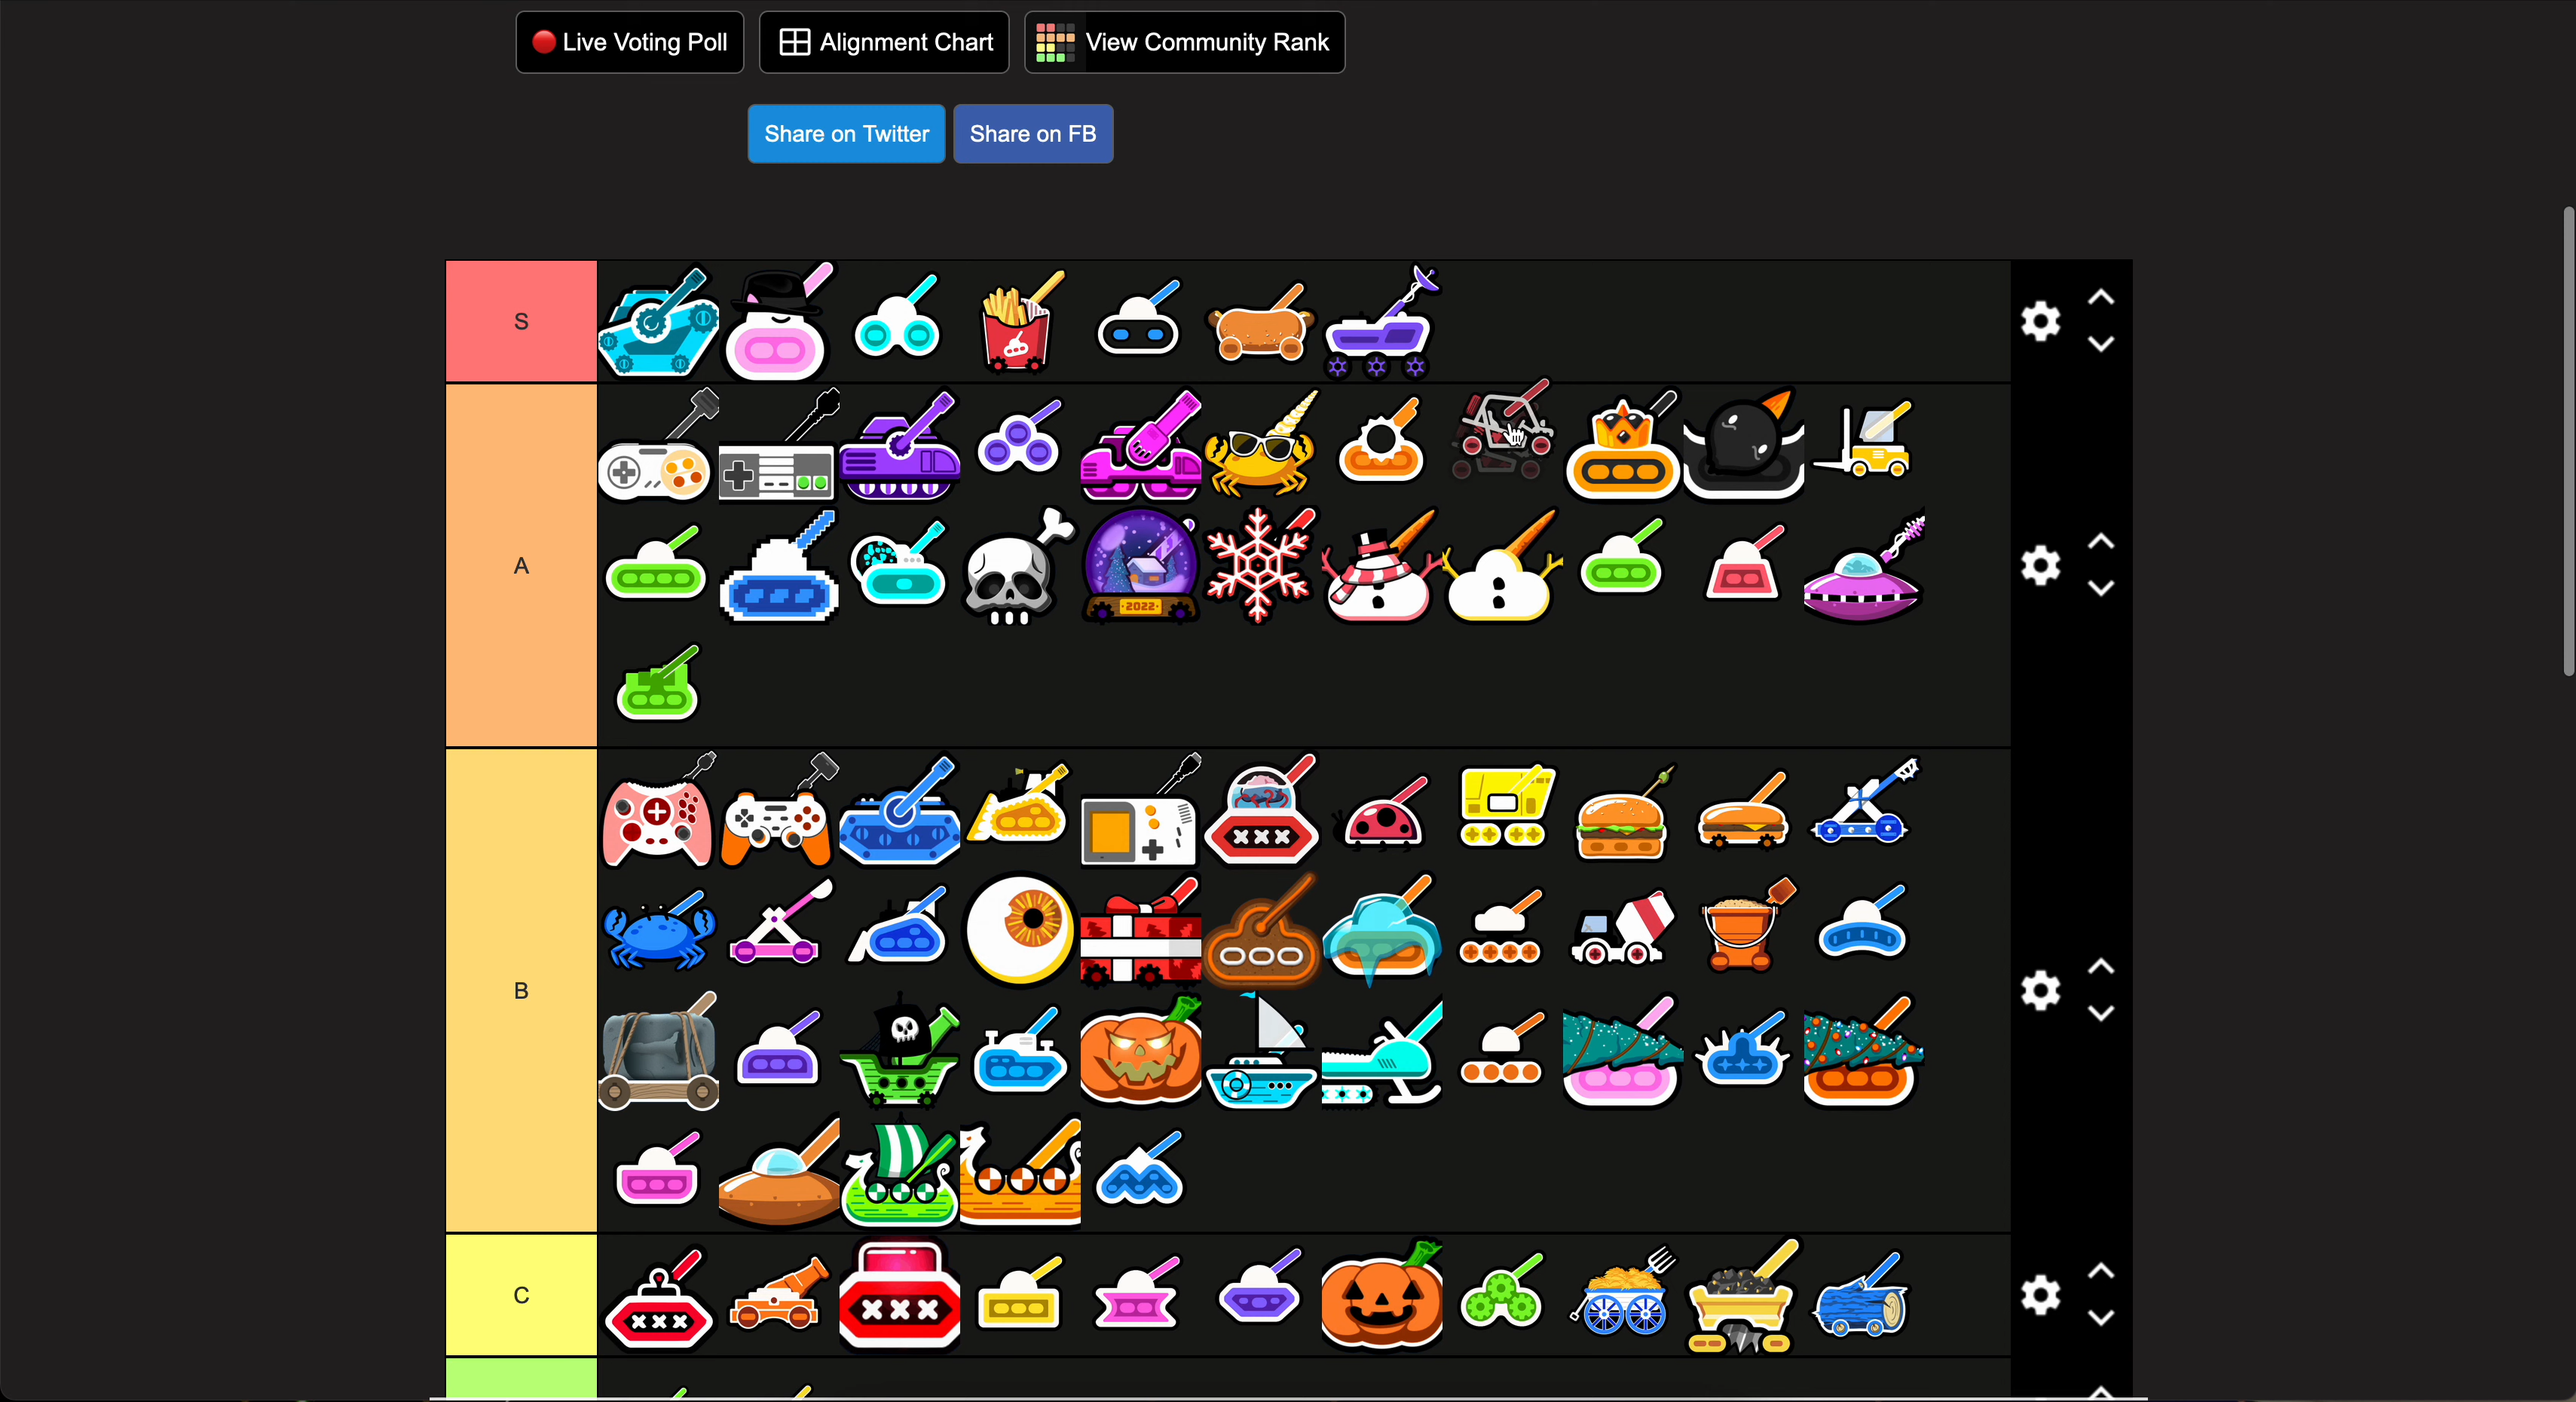 Live Voting Poll
Alignment Chart
View Community Rank
Share on Twitter
Share on FB
S
A
2022
B
C